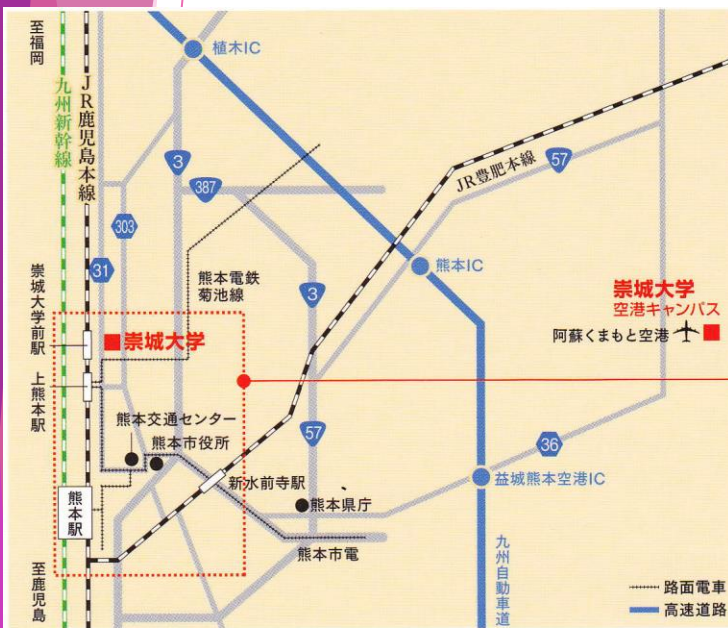 至福岡
九州新幹線
JR鹿児島本線
植木IC
3
387
303
31
JR豊肥本線
57
熊本電鉄
菊池線
熊本IC
3
崇城大学
空港キャンパス
阿蘇くまもと空港
崇城大学前駅
崇城大学
上熊本駅
熊本交通センター
熊本市役所
57
36
新水前寺駅
益城熊本空港IC
熊本県庁
熊本駅
熊本市電
九州自動車道
至鹿児島
路面電車
高速道路